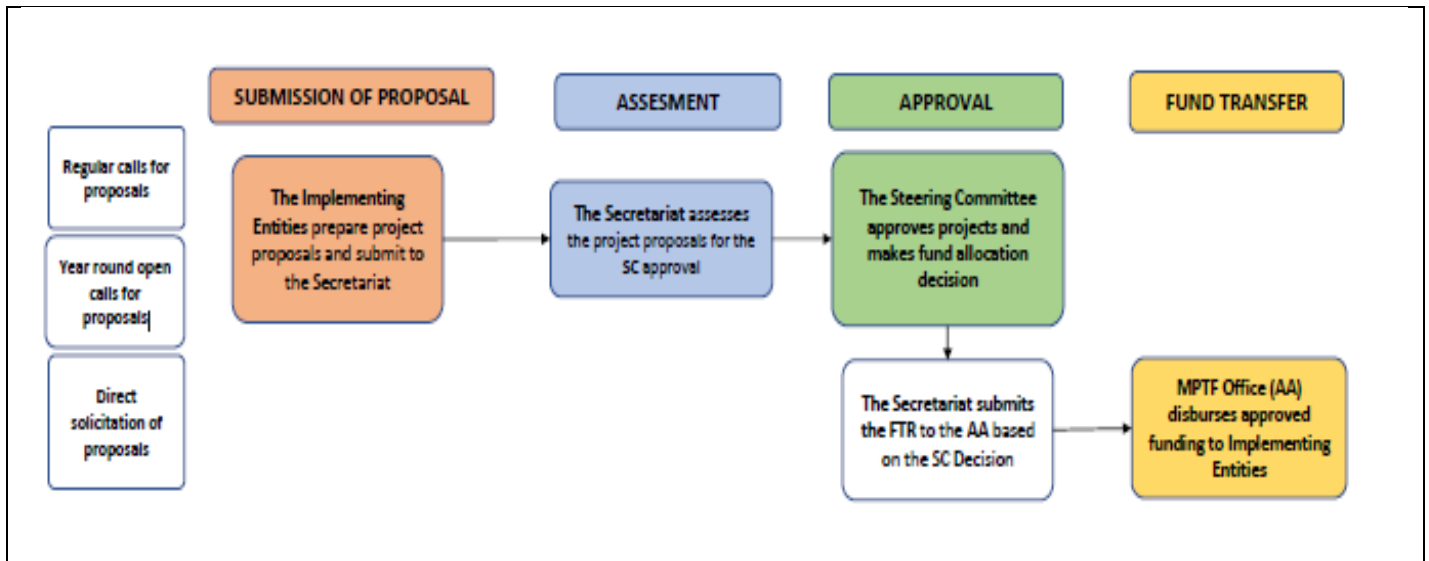 SUBMISSION OF PROPOSAL
ASSESMENT
APPROVAL
FUND TRANSFER
Regular calls for
proposals
Year round open
calls for
proposals
Direct
solicitation of
proposals
The Implementing
Entities prepare project
proposals and submit to
the Secretariat
The Secretariat assesses
the project proposals for the
SC approval
The Steering Committee
approves projects and
makes fund allocation
decision
The Secretariat submits
the FTR to the AA based
on the SC Decision
MPTF Office (AA)
disburses approved
funding to Implementing
Entities